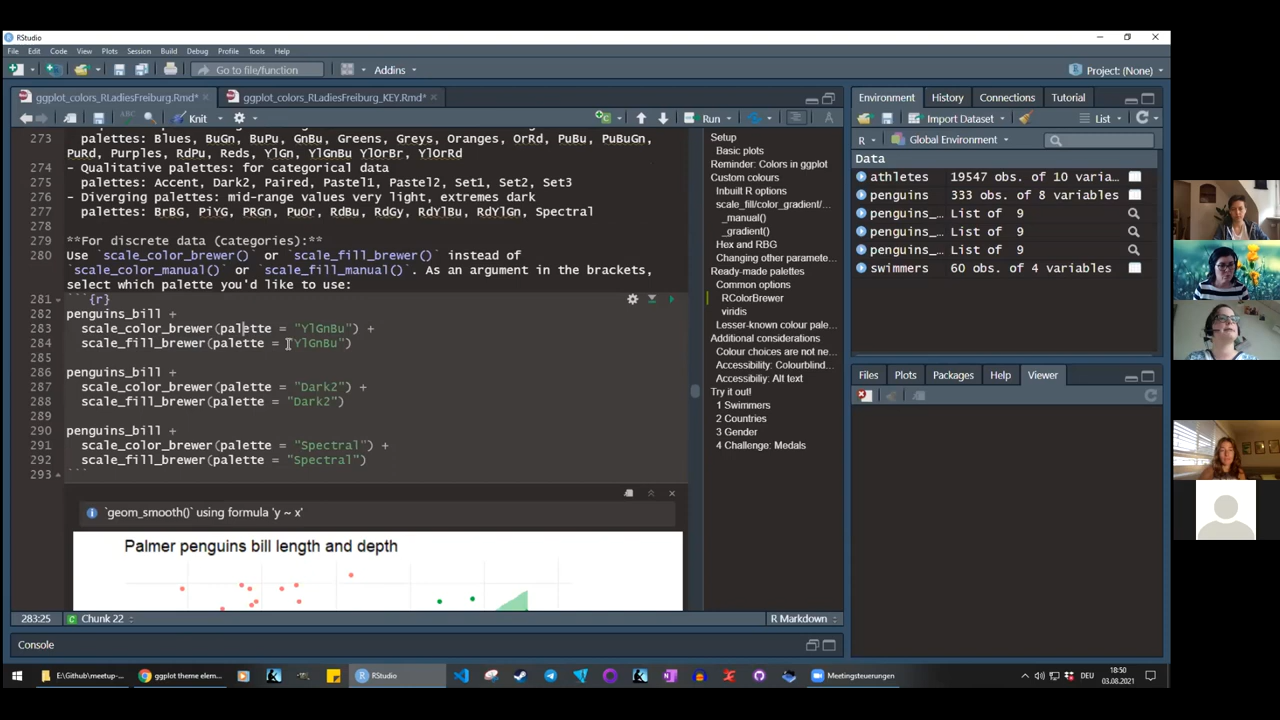 RStudio
File Edit Code View Plots Session Build Debug Profile Tools Help
Go to file/function Addins Project: (None)
ggplot_colors_RLadiesFreiburg.Rmd* ggplot_colors_RLadiesFreiburg_KEY.Rmd*
Knit Run
273 palettes: Blues, BuGn, BuPu, GnBu, Greens, Greys, Oranges, OrRd, PuBu, PuBuGn,
PuRd, Purples, RdPu, Reds, YlGn, YlGnBu YlOrBr, YlOrRd
274 - Qualitative palettes: for categorical data
275 palettes: Accent, Dark2, Paired, Pastel1, Pastel2, Set1, Set2, Set3
276 - Diverging palettes: mid-range values very light, extremes dark
277 palettes: BrBG, PiYG, PRGn, PuOr, RdBu, RdGy, RdYlBu, RdYlGn, Spectral
278
279 **For discrete data (categories):**
280 Use `scale_color_brewer()` or `scale_fill_brewer()` instead of
`scale_color_manual()` or `scale_fill_manual()`. As an argument in the brackets,
select which palette you'd like to use:
281 ```{r}
282 penguins_bill +
283 scale_color_brewer(palette = "YlGnBu") +
284 scale_fill_brewer(palette = "YlGnBu")
285
286 penguins_bill +
287 scale_color_brewer(palette = "Dark2") +
288 scale_fill_brewer(palette = "Dark2")
289
290 penguins_bill +
291 scale_color_brewer(palette = "Spectral") +
292 scale_fill_brewer(palette = "Spectral")
293 ```
`geom_smooth()` using formula 'y ~ x'
Palmer penguins bill length and depth
283:25 Chunk 22 R Markdown
Console
Setup
Basic plots
Reminder: Colors in ggplot
Custom colours
Inbuilt R options
scale_fill/color_gradient/...
_manual()
_gradient()
Hex and RBG
Changing other paramete...
Ready-made palettes
Common options
RColorBrewer
viridis
Lesser-known colour pale...
Additional considerations
Colour choices are not ne...
Accessibility: Colourblind...
Accessibiliy: Alt text
Try it out!
1 Swimmers
2 Countries
3 Gender
4 Challenge: Medals
Environment History Connections Tutorial
Import Dataset List
R Global Environment
Data
athletes 19547 obs. of 10 varia...
penguins 333 obs. of 8 variables
penguins_... List of 9
penguins_... List of 9
penguins_... List of 9
swimmers 60 obs. of 4 variables
Files Plots Packages Help Viewer
E:\Github\meetup-... ggplot theme elem... RStudio Meetingsteuerungen DEU 18:50
03.08.2021